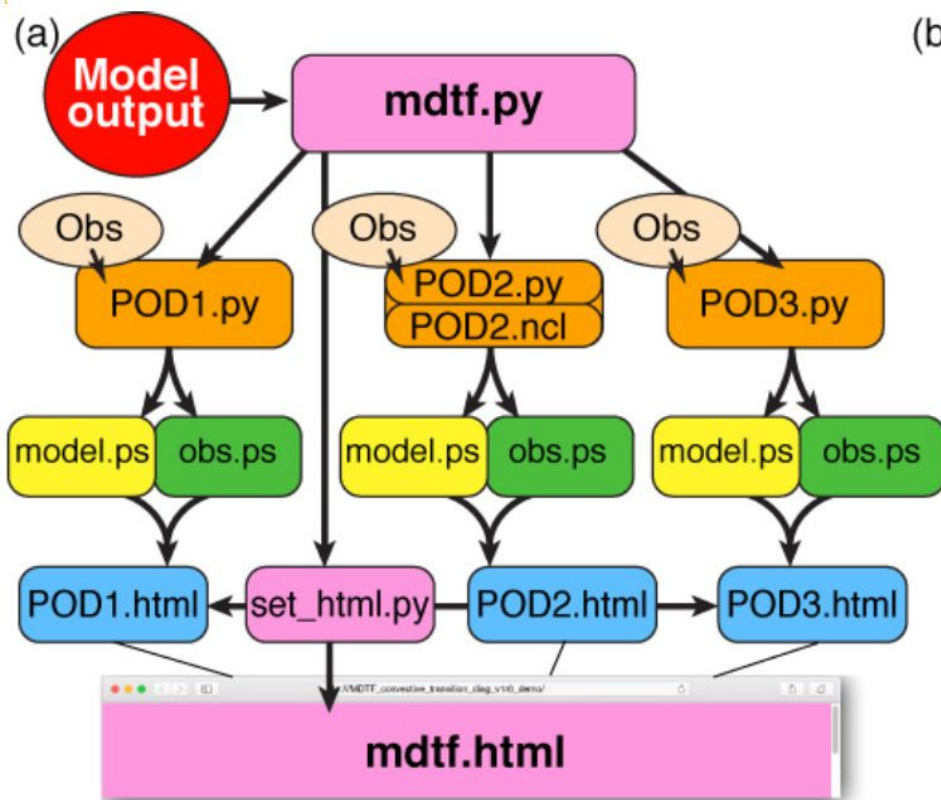 (a)
(b
Model
output
mdtf.py
Obs
Obs
Obs
POD1.py
POD2.py
POD2.ncl
POD3.py
model.ps
obs.ps
model.ps
obs.ps
model.ps
obs.ps
POD1.html
set_html.py
POD2.html
POD3.html
//MDTF_convective_transition_diag_v1r0_demo/
mdtf.html